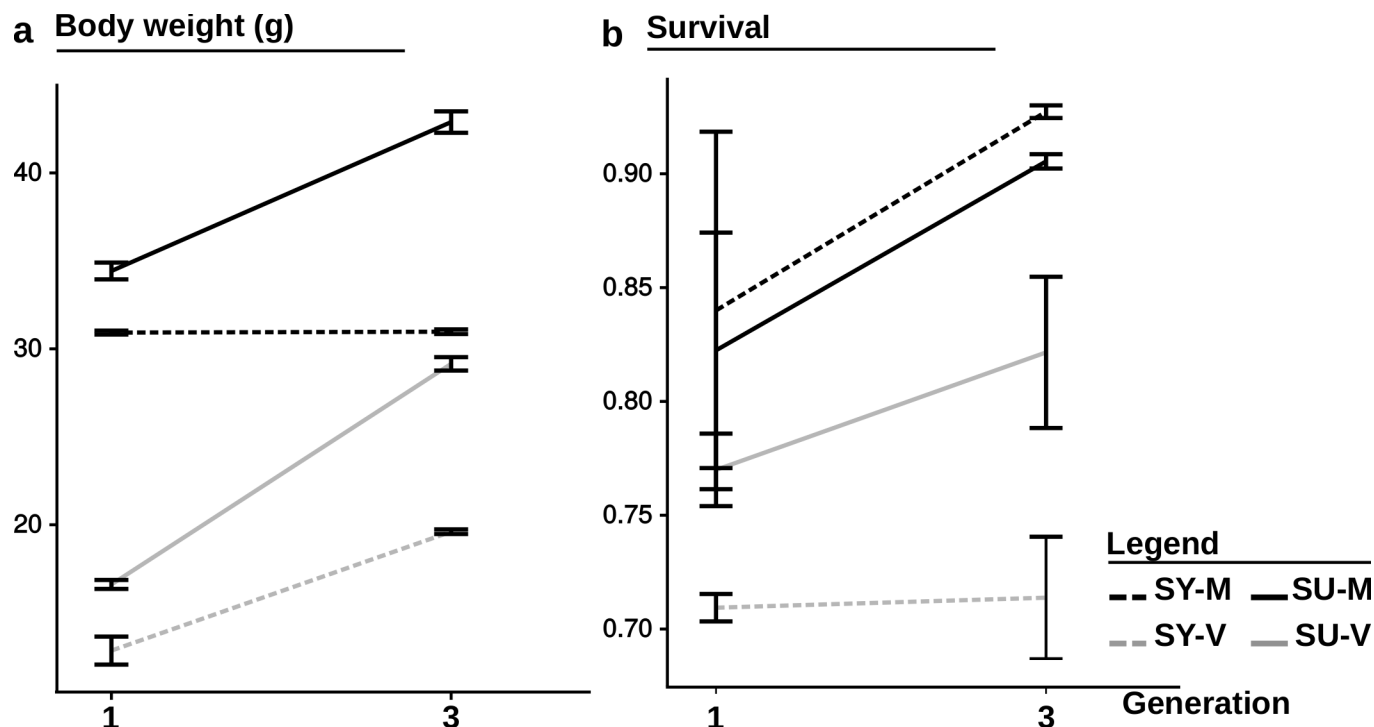 a Body weight (g)
40
30
20
1 3
b Survival
0.90
0.85
0.80
0.75
0.70
1 3
Generation
Legend
SY-M SU-M
SY-V SU-V